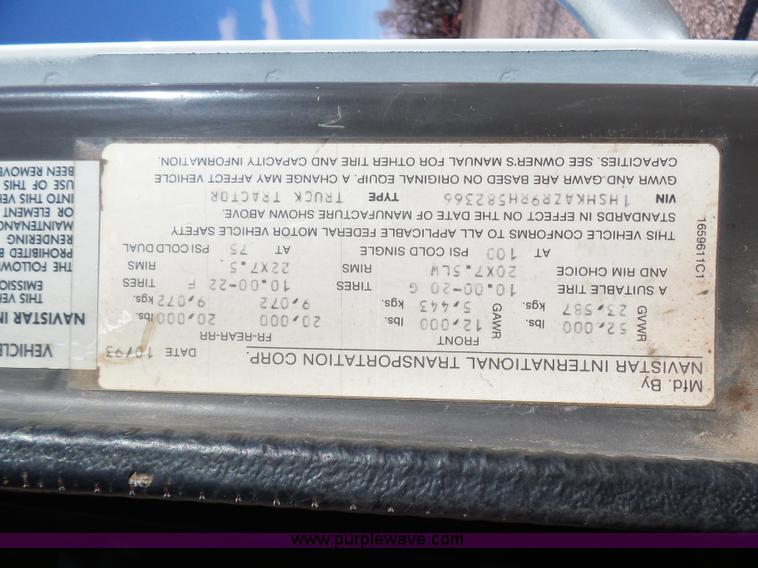 Mfd. By
NAVISTAR INTERNATIONAL TRANSPORTATION CORP.
DATE 10/93
GVWR
52,000 lbs.
23,587 kgs.
FRONT
GAWR
12,000 lbs.
5,443 kgs.
FR-REAR-RR
20,000 20,000 lbs.
9,072 9,072 kgs.
A SUITABLE TIRES 10.00-20 G TIRES 10.00-22 F
AND RIM CHOICE RIMS 20X7.5LW RIMS 22X7.5
AT 100 PSI COLD SINGLE AT 75 PSI COLD DUAL
THIS VEHICLE CONFORMS TO ALL APPLICABLE FEDERAL MOTOR VEHICLE SAFETY
STANDARDS IN EFFECT ON THE DATE OF MANUFACTURE SHOWN ABOVE.
VIN 1HSHKAZR9RH582366 TYPE TRUCK TRACTOR
GVWR AND GAWR ARE BASED ON ORIGINAL EQUIP. A CHANGE MAY AFFECT VEHICLE
CAPACITIES. SEE OWNER'S MANUAL FOR OTHER TIRE AND CAPACITY INFORMATION.
1659611C1
VEHICLE
NAVISTAR IN
THIS VE
EMISSION
THE FOLLOW
PROHIBITED B
RENDERING
MAINTENANC
OR ELEMENT
INTO THIS VEH
USE OF THIS
BEEN REMOVE
www.purplewave.com